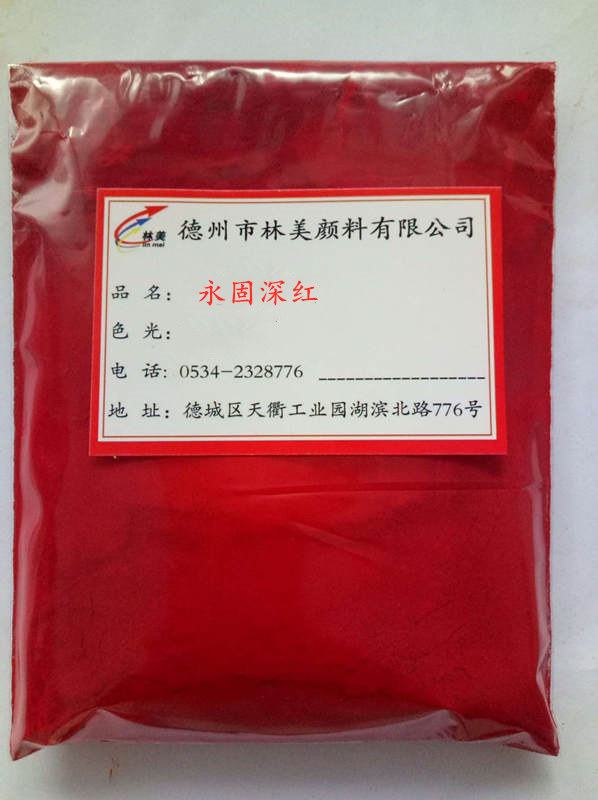 林美
lin mei
德州市林美颜料有限公司
品 名： 永固深红
色 光：
电 话: 0534-2328776 ___________________
地 址： 德城区天衢工业园湖滨北路776号